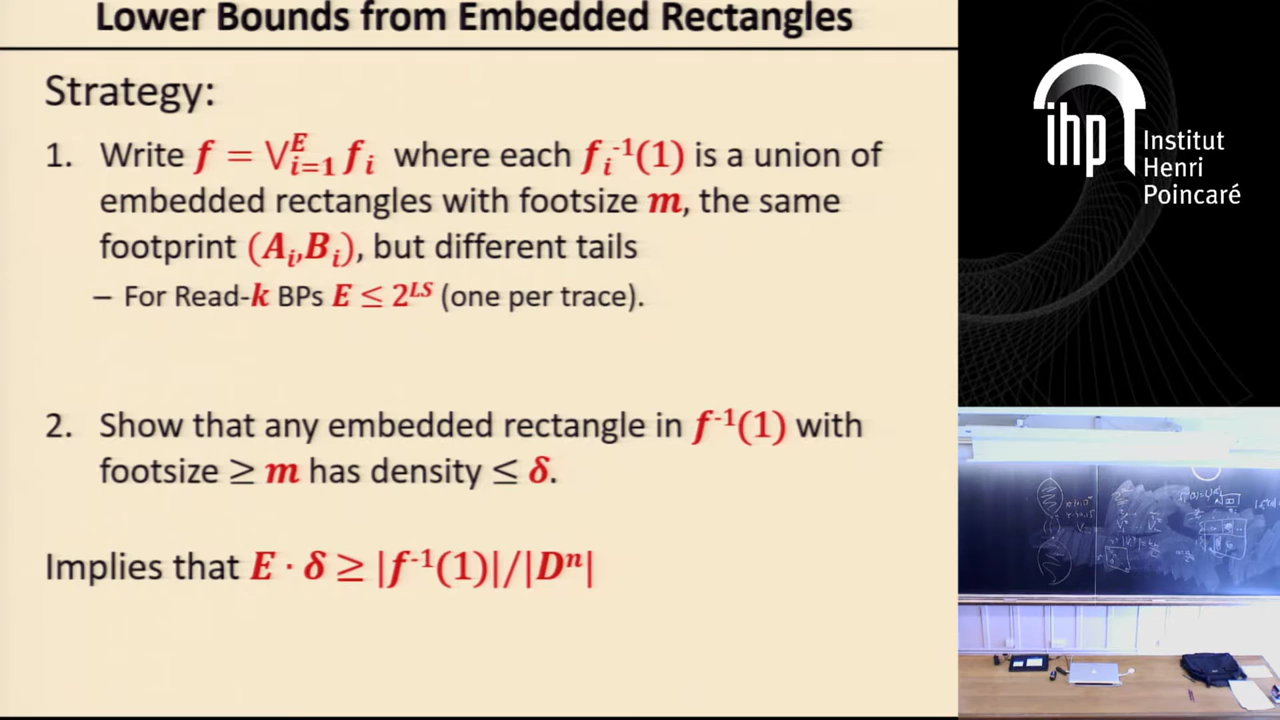 Lower Bounds from Embedded Rectangles
Strategy:
1. Write f = ⋁ᴱᵢ₌₁ fᵢ where each fᵢ⁻¹(1) is a union of
embedded rectangles with footsize m, the same
footprint (Aᵢ,Bᵢ), but different tails
– For Read-k BPs E ≤ 2ᴸˢ (one per trace).
2. Show that any embedded rectangle in f⁻¹(1) with
footsize ≥ m has density ≤ δ.
Implies that E · δ ≥ |f⁻¹(1)|/|Dⁿ|
ihp
Institut
Henri
Poincaré